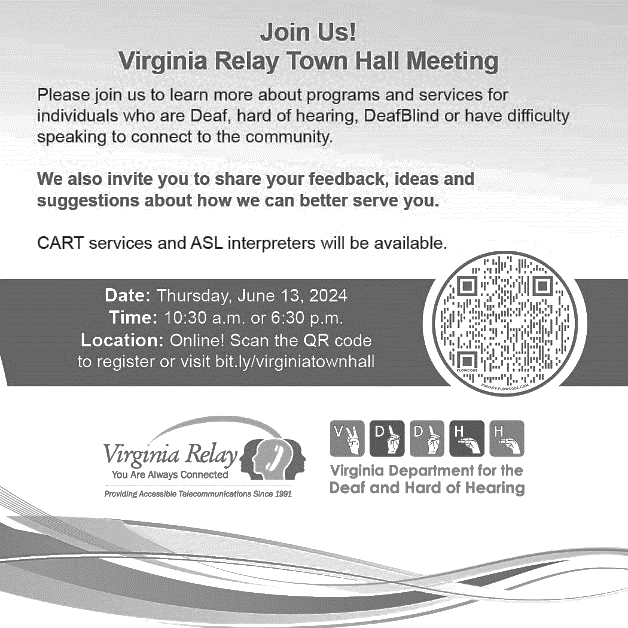 Join Us!
Virginia Relay Town Hall Meeting
Please join us to learn more about programs and services for
individuals who are Deaf, hard of hearing, DeafBlind or have difficulty
speaking to connect to the community.
We also invite you to share your feedback, ideas and
suggestions about how we can better serve you.
CART services and ASL interpreters will be available.
Date: Thursday, June 13, 2024
Time: 10:30 a.m. or 6:30 p.m.
Location: Online! Scan the QR code
to register or visit bit.ly/virginiatownhall
FLOWCODE
PRIVACY.FLOWCODE.COM
Virginia Relay
You Are Always Connected
Providing Accessible Telecommunications Since 1991
V D D H H
Virginia Department for the
Deaf and Hard of Hearing